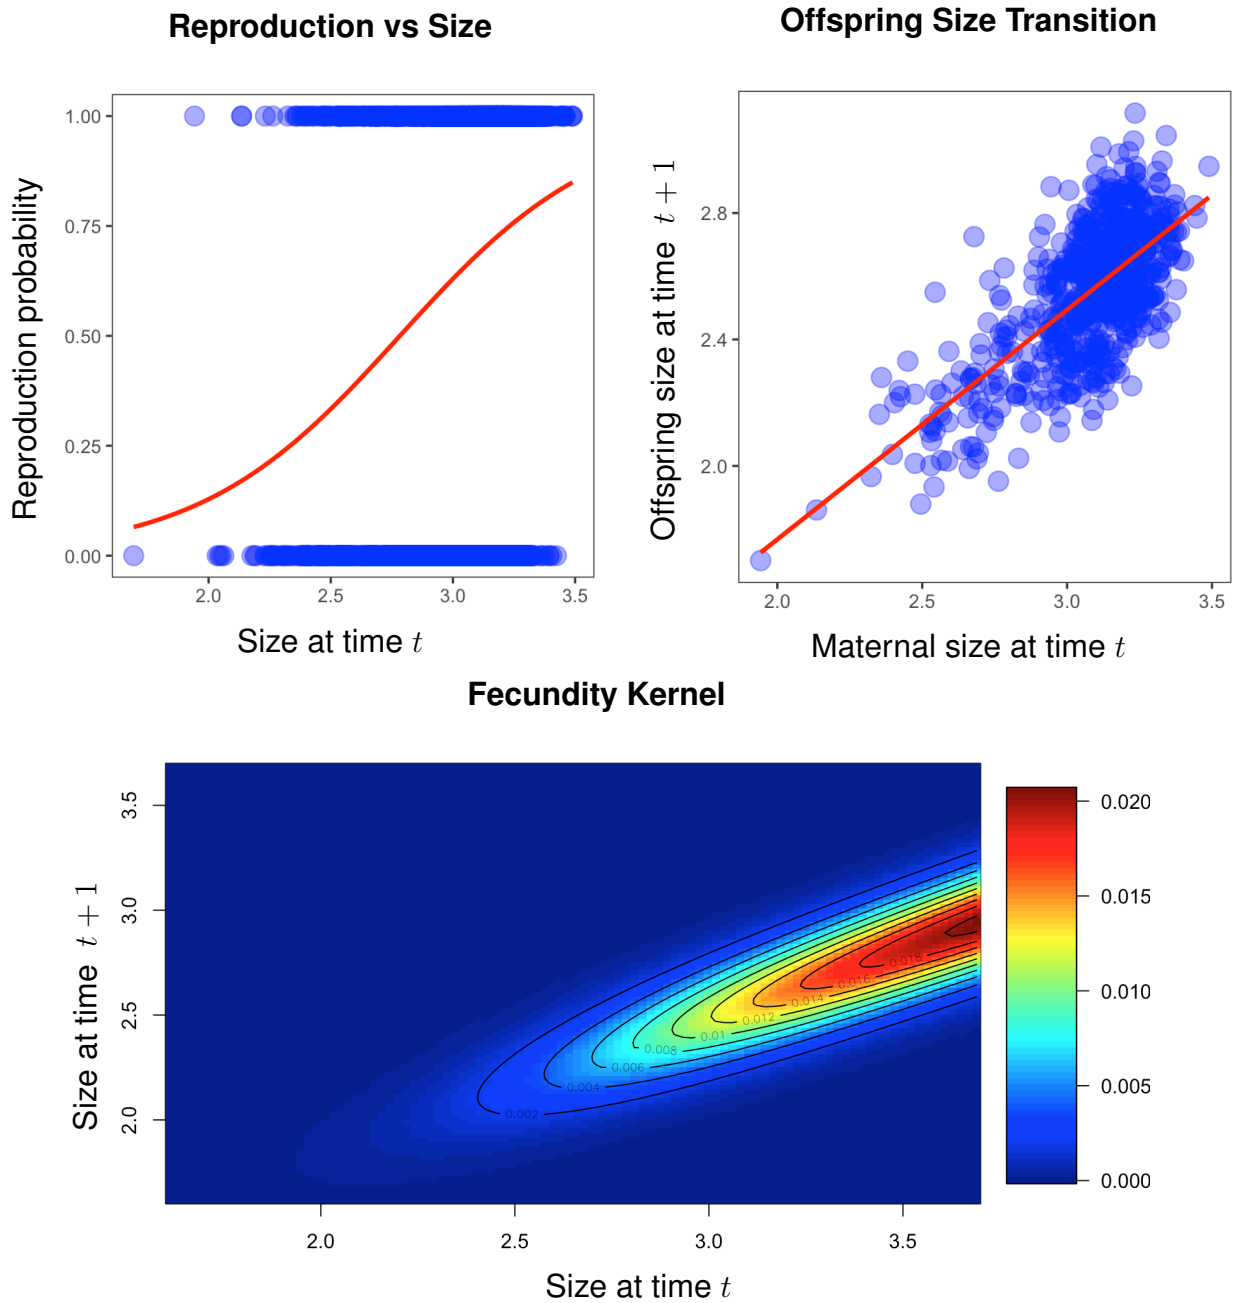 Reproduction vs Size
Reproduction probability
1.00
0.75
0.50
0.25
0.00
2.0 2.5 3.0 3.5
Size at time t
Offspring Size Transition
Offspring size at time t + 1
2.8
2.4
2.0
2.0 2.5 3.0 3.5
Maternal size at time t
Fecundity Kernel
Size at time t + 1
3.5
3.0
2.5
2.0
0.018
0.016
0.014
0.012
0.01
0.008
0.006
0.004
0.002
2.0 2.5 3.0 3.5
Size at time t
0.020
0.015
0.010
0.005
0.000